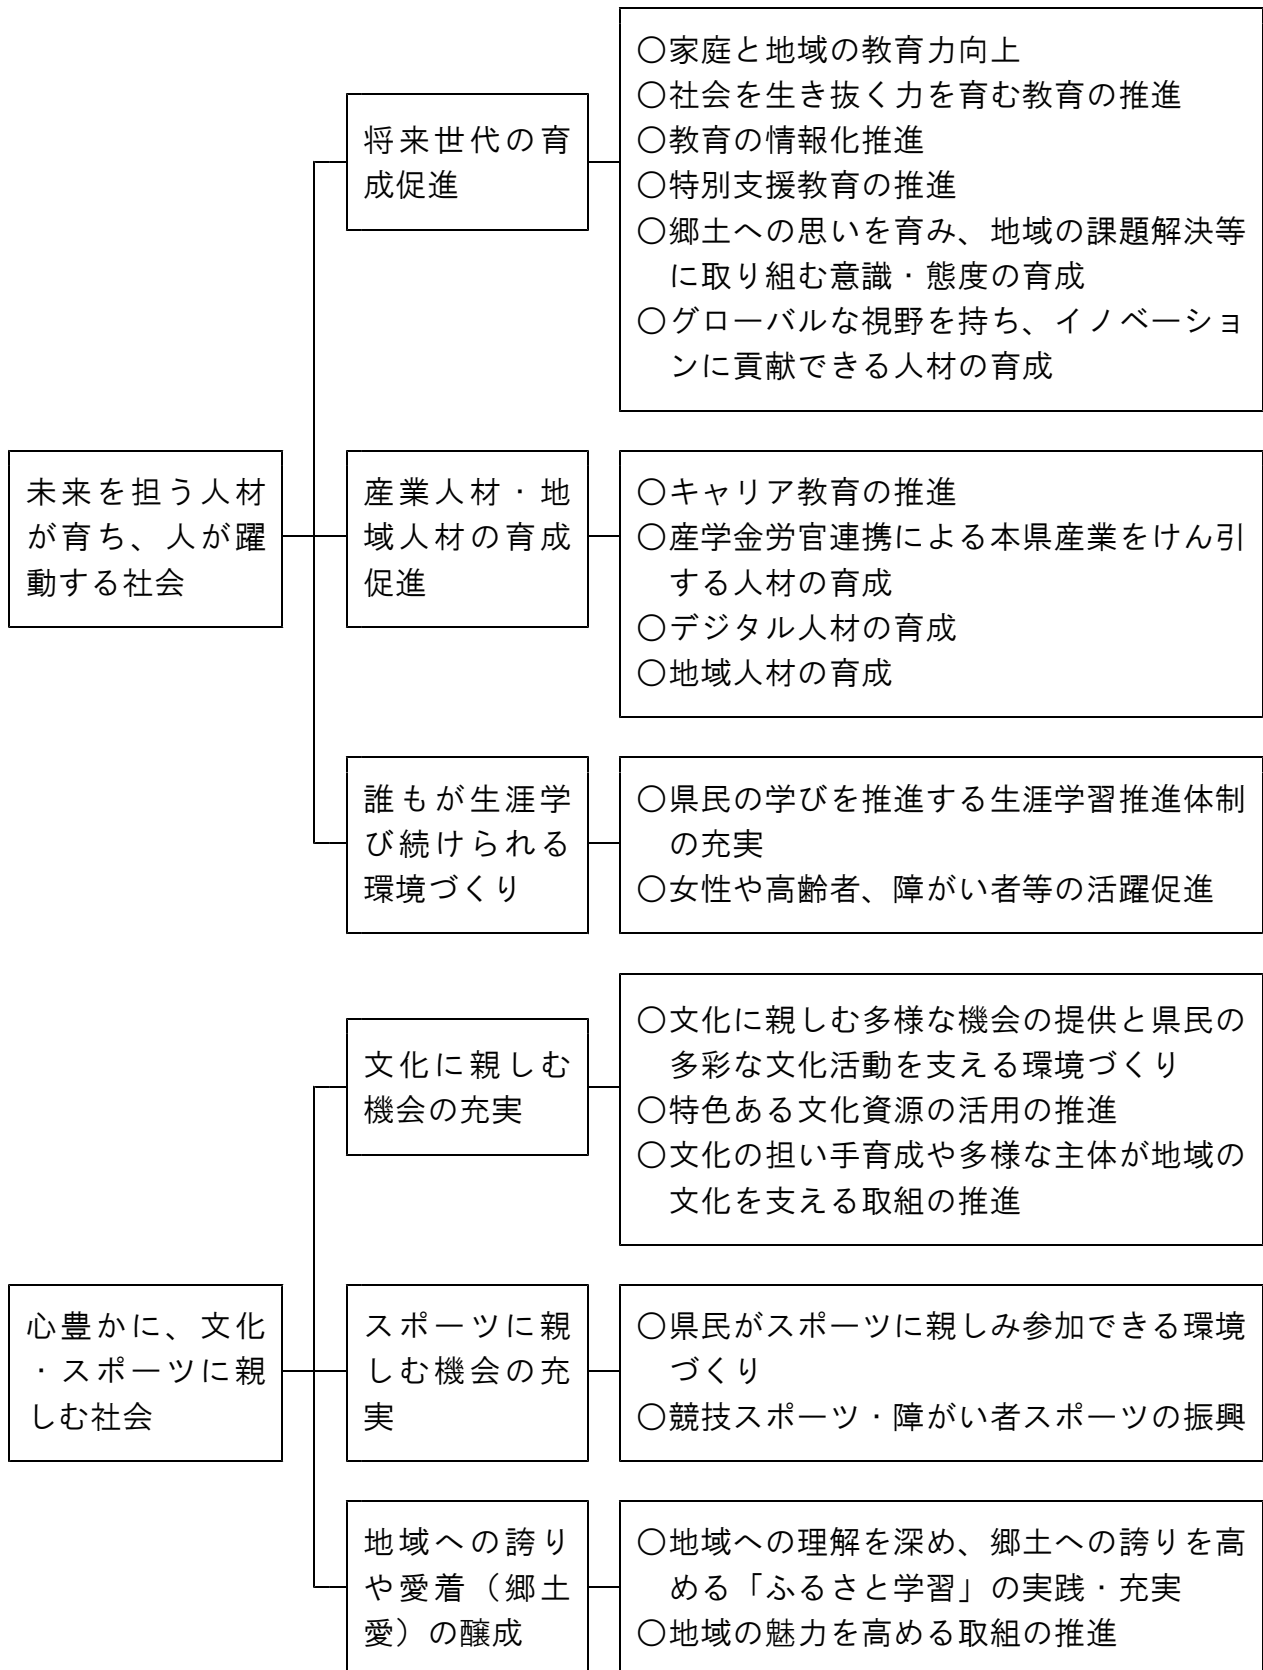 未来を担う人材
が育ち、人が躍
動する社会
将来世代の育
成促進
○家庭と地域の教育力向上
○社会を生き抜く力を育む教育の推進
○教育の情報化推進
○特別支援教育の推進
○郷土への思いを育み、地域の課題解決等
に取り組む意識・態度の育成
○グローバルな視野を持ち、イノベーショ
ンに貢献できる人材の育成
産業人材・地
域人材の育成
促進
○キャリア教育の推進
○産学金労官連携による本県産業をけん引
する人材の育成
○デジタル人材の育成
○地域人材の育成
誰もが生涯学
び続けられる
環境づくり
○県民の学びを推進する生涯学習推進体制
の充実
○女性や高齢者、障がい者等の活躍促進
心豊かに、文化
・スポーツに親
しむ社会
文化に親しむ
機会の充実
○文化に親しむ多様な機会の提供と県民の
多彩な文化活動を支える環境づくり
○特色ある文化資源の活用の推進
○文化の担い手育成や多様な主体が地域の
文化を支える取組の推進
スポーツに親
しむ機会の充
実
○県民がスポーツに親しみ参加できる環境
づくり
○競技スポーツ・障がい者スポーツの振興
地域への誇り
や愛着（郷土
愛）の醸成
○地域への理解を深め、郷土への誇りを高
める「ふるさと学習」の実践・充実
○地域の魅力を高める取組の推進